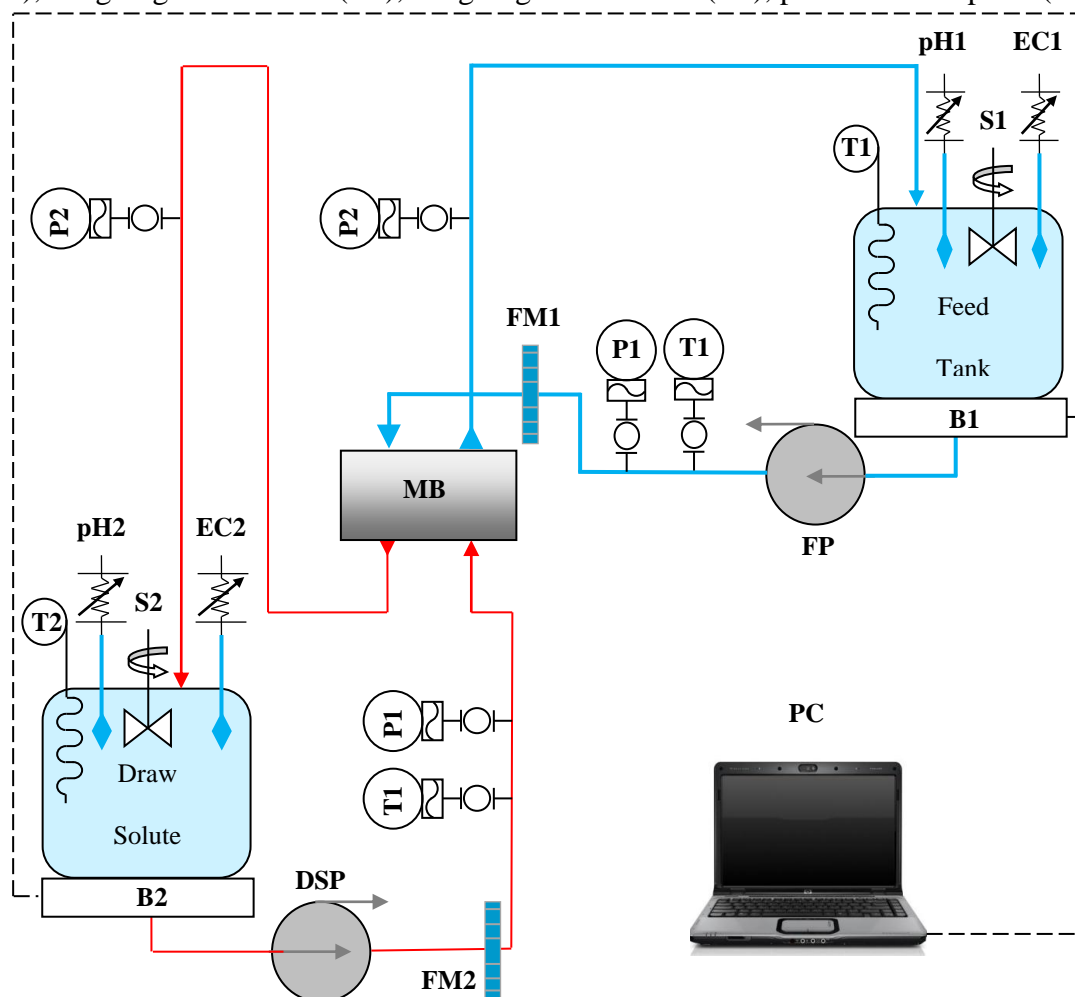 pH1
EC1
S1
T1
P2
P2
Feed
FM1
P1
T1
Tank
B1
MB
FP
pH2
EC2
S2
T2
P1
PC
Draw
T1
Solute
DSP
B2
FM2